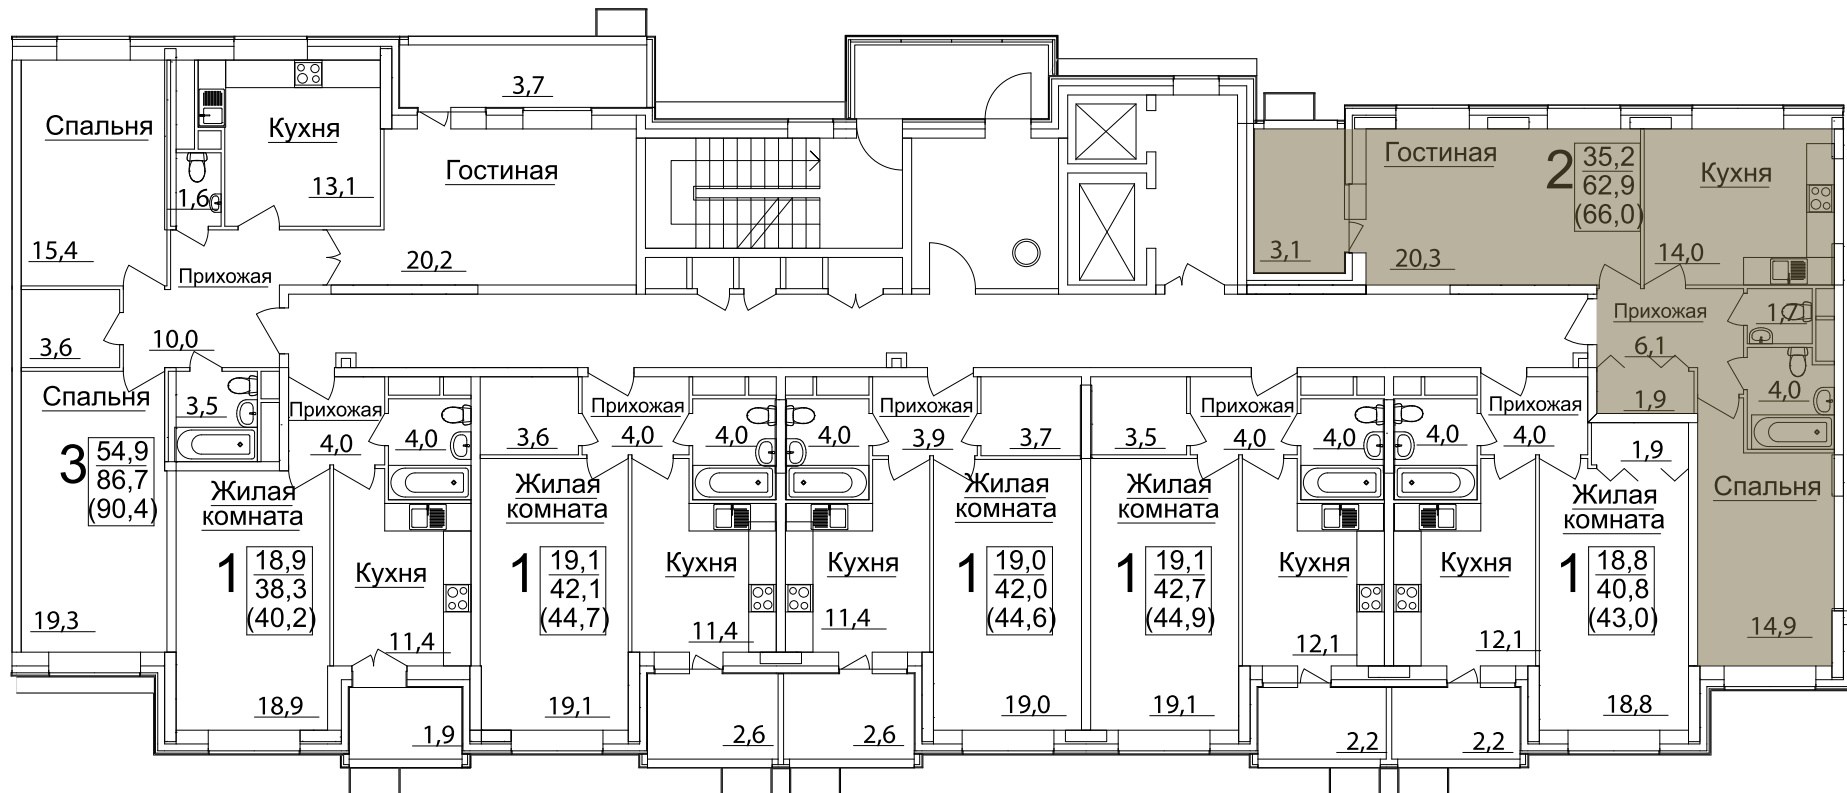 3,7
Спальня
Кухня
13,1
1,6
15,4
Гостиная
20,2
Прихожая
10,0
3,6
Спальня
3,5
3
54,9
86,7
(90,4)
19,3
Прихожая
4,0
4,0
Жилая
комната
1
18,9
38,3
(40,2)
Кухня
11,4
18,9
1,9
3,6
Прихожая
4,0
4,0
Жилая
комната
1
19,1
42,1
(44,7)
Кухня
11,4
19,1
2,6
4,0
Прихожая
3,9
3,7
Кухня
11,4
Жилая
комната
1
19,0
42,0
(44,6)
19,0
2,6
3,5
Прихожая
4,0
4,0
Жилая
комната
1
19,1
42,7
(44,9)
Кухня
12,1
19,1
2,2
4,0
Прихожая
4,0
1,9
Кухня
12,1
Жилая
комната
1
18,8
40,8
(43,0)
18,8
2,2
3,1
Гостиная
20,3
2
35,2
62,9
(66,0)
Кухня
14,0
Прихожая
6,1
1,7
1,9
4,0
Спальня
14,9